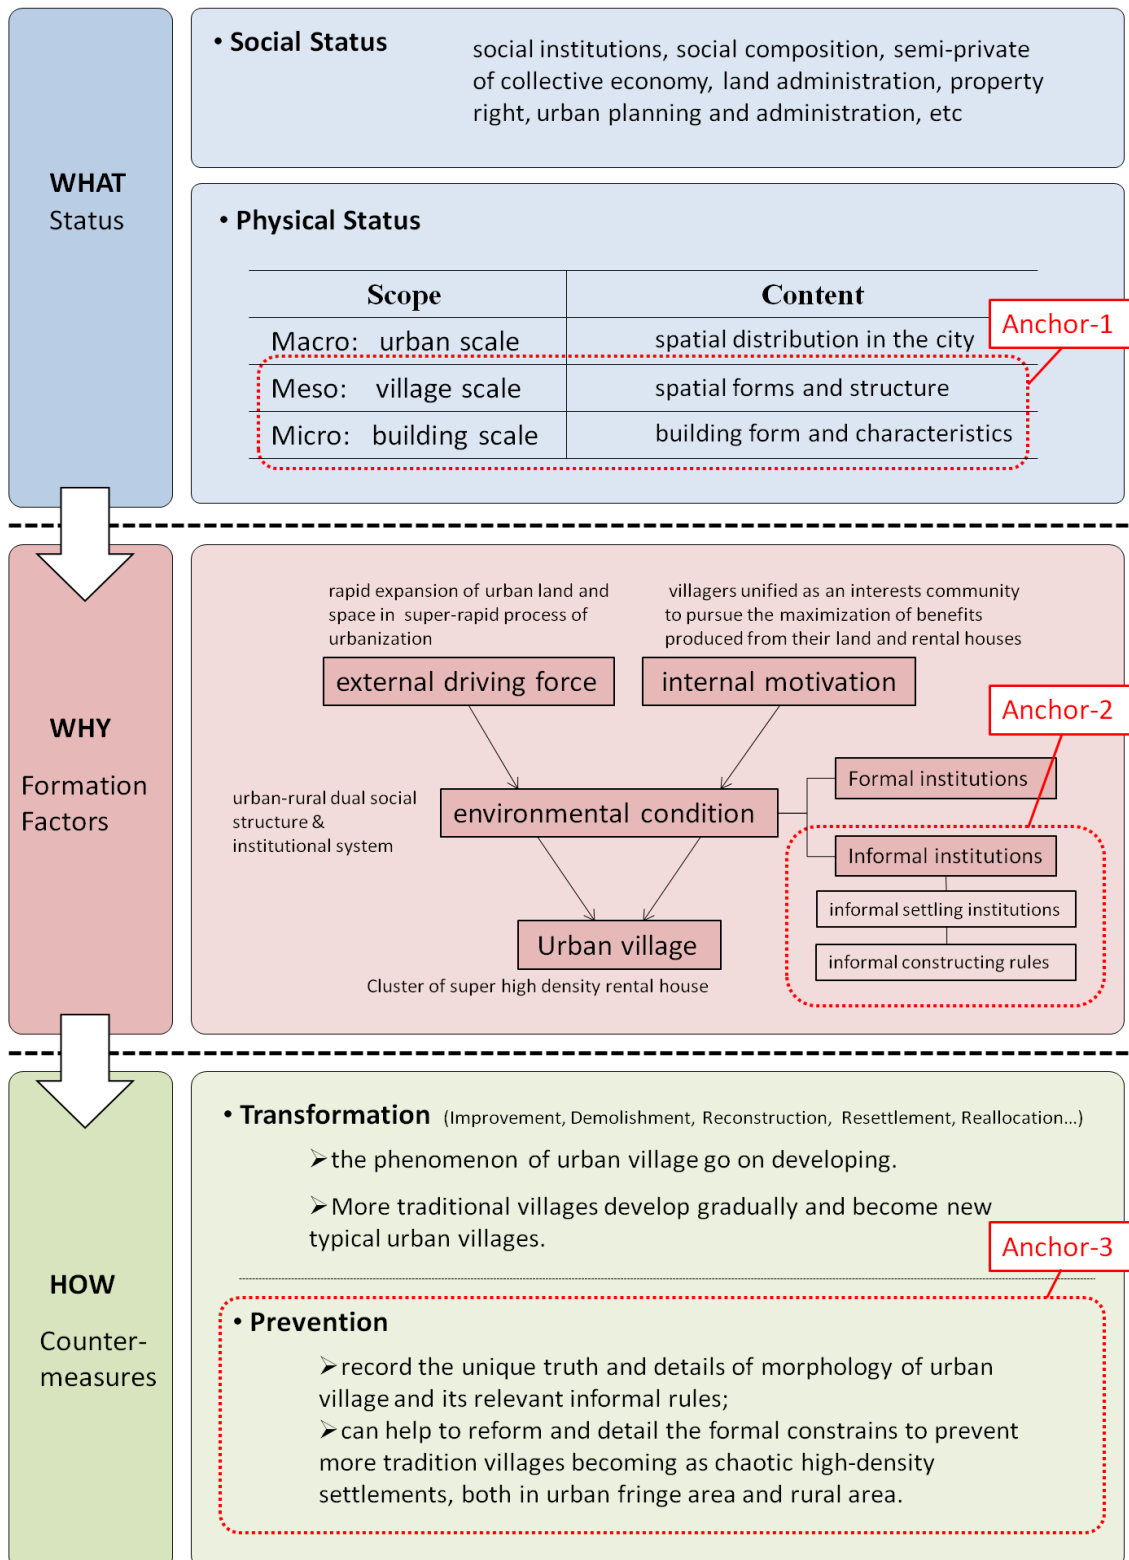 WHAT
Status
• Social Status
social institutions, social composition, semi-private
of collective economy, land administration, property
right, urban planning and administration, etc
• Physical Status
Scope Content
Macro: urban scale spatial distribution in the city
Meso: village scale spatial forms and structure
Micro: building scale building form and characteristics
Anchor-1
WHY
Formation
Factors
rapid expansion of urban land and
space in super-rapid process of
urbanization
villagers unified as an interests community
to pursue the maximization of benefits
produced from their land and rental houses
external driving force
internal motivation
Anchor-2
urban-rural dual social
structure &
institutional system
environmental condition
Formal institutions
Informal institutions
informal settling institutions
informal constructing rules
Urban village
Cluster of super high density rental house
HOW
Counter-
measures
• Transformation (Improvement, Demolishment, Reconstruction, Resettlement, Reallocation...)
➢the phenomenon of urban village go on developing.
➢More traditional villages develop gradually and become new
typical urban villages.
Anchor-3
• Prevention
➢record the unique truth and details of morphology of urban
village and its relevant informal rules;
➢can help to reform and detail the formal constrains to prevent
more tradition villages becoming as chaotic high-density
settlements, both in urban fringe area and rural area.